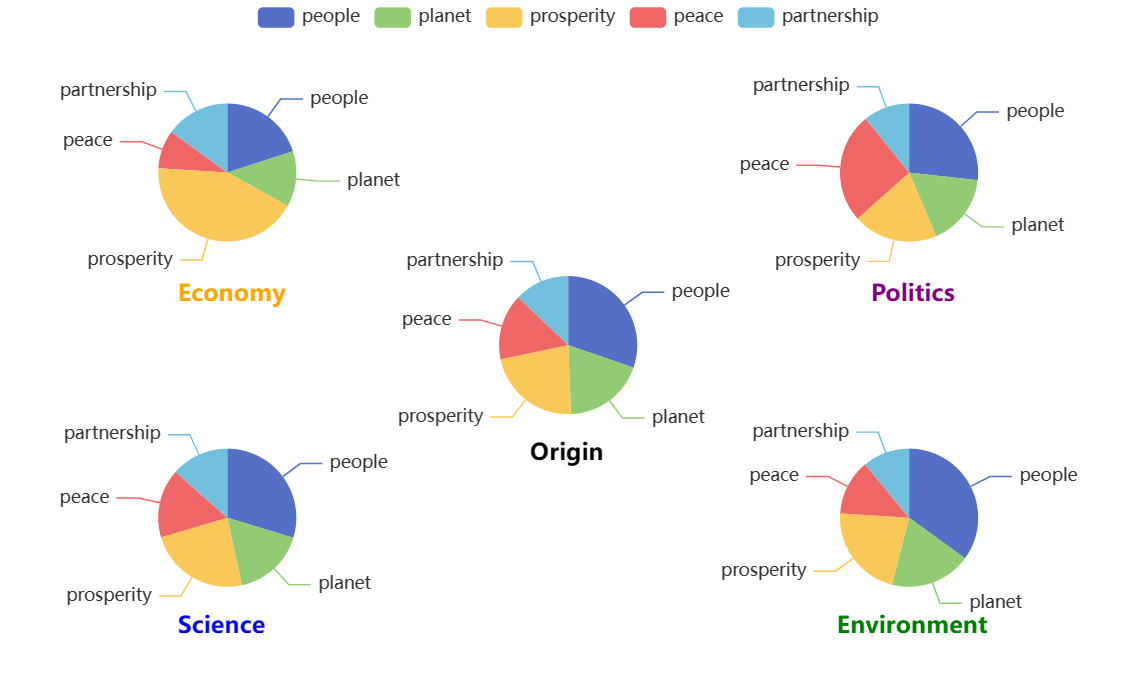 people planet prosperity peace partnership
partnership
people
peace
planet
prosperity
Economy
partnership
people
peace
planet
prosperity
Politics
partnership
people
peace
prosperity
planet
Origin
partnership
people
peace
planet
prosperity
Science
partnership
people
peace
prosperity
planet
Environment